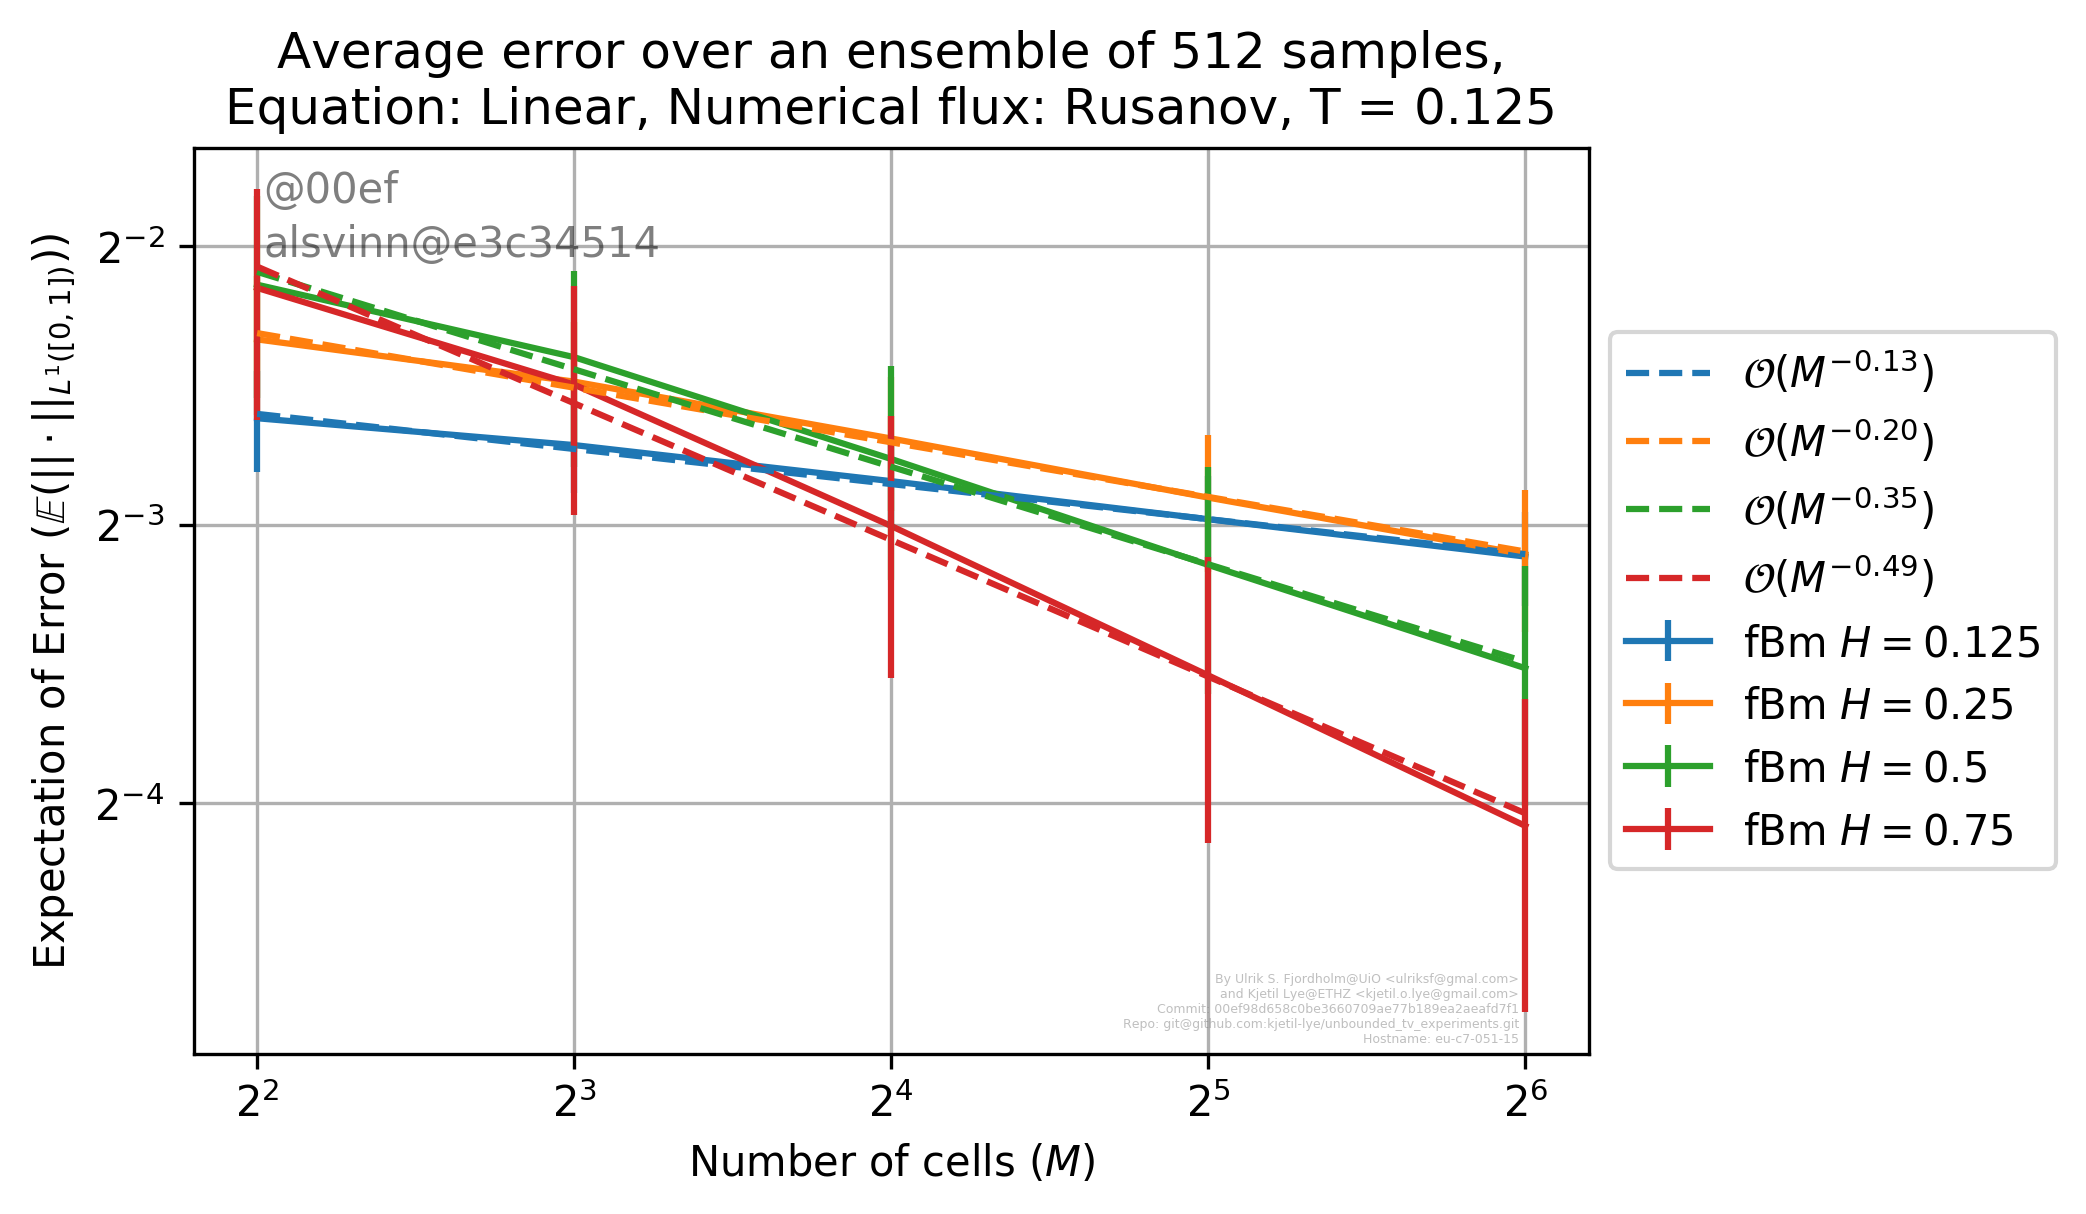 Average error over an ensemble of 512 samples,
Equation: Linear, Numerical flux: Rusanov, T = 0.125
@00ef
alsvinn@e3c34514
Expectation of Error (𝔼(||·||_{L^1([0,1])}))
2^{-2}
2^{-3}
2^{-4}
2^2
2^3
2^4
2^5
2^6
Number of cells (M)
𝒪(M^{-0.13})
𝒪(M^{-0.20})
𝒪(M^{-0.35})
𝒪(M^{-0.49})
fBm H = 0.125
fBm H = 0.25
fBm H = 0.5
fBm H = 0.75
By Ulrik S. Fjordholm@UiO <ulriksf@gmal.com>
and Kjetil Lye@ETHZ <kjetil.o.lye@gmail.com>
Commit: 00ef98d658c0be3660709ae77b189ea2aeafd7f1
Repo: git@github.com:kjetil-lye/unbounded_tv_experiments.git
Hostname: eu-c7-051-15